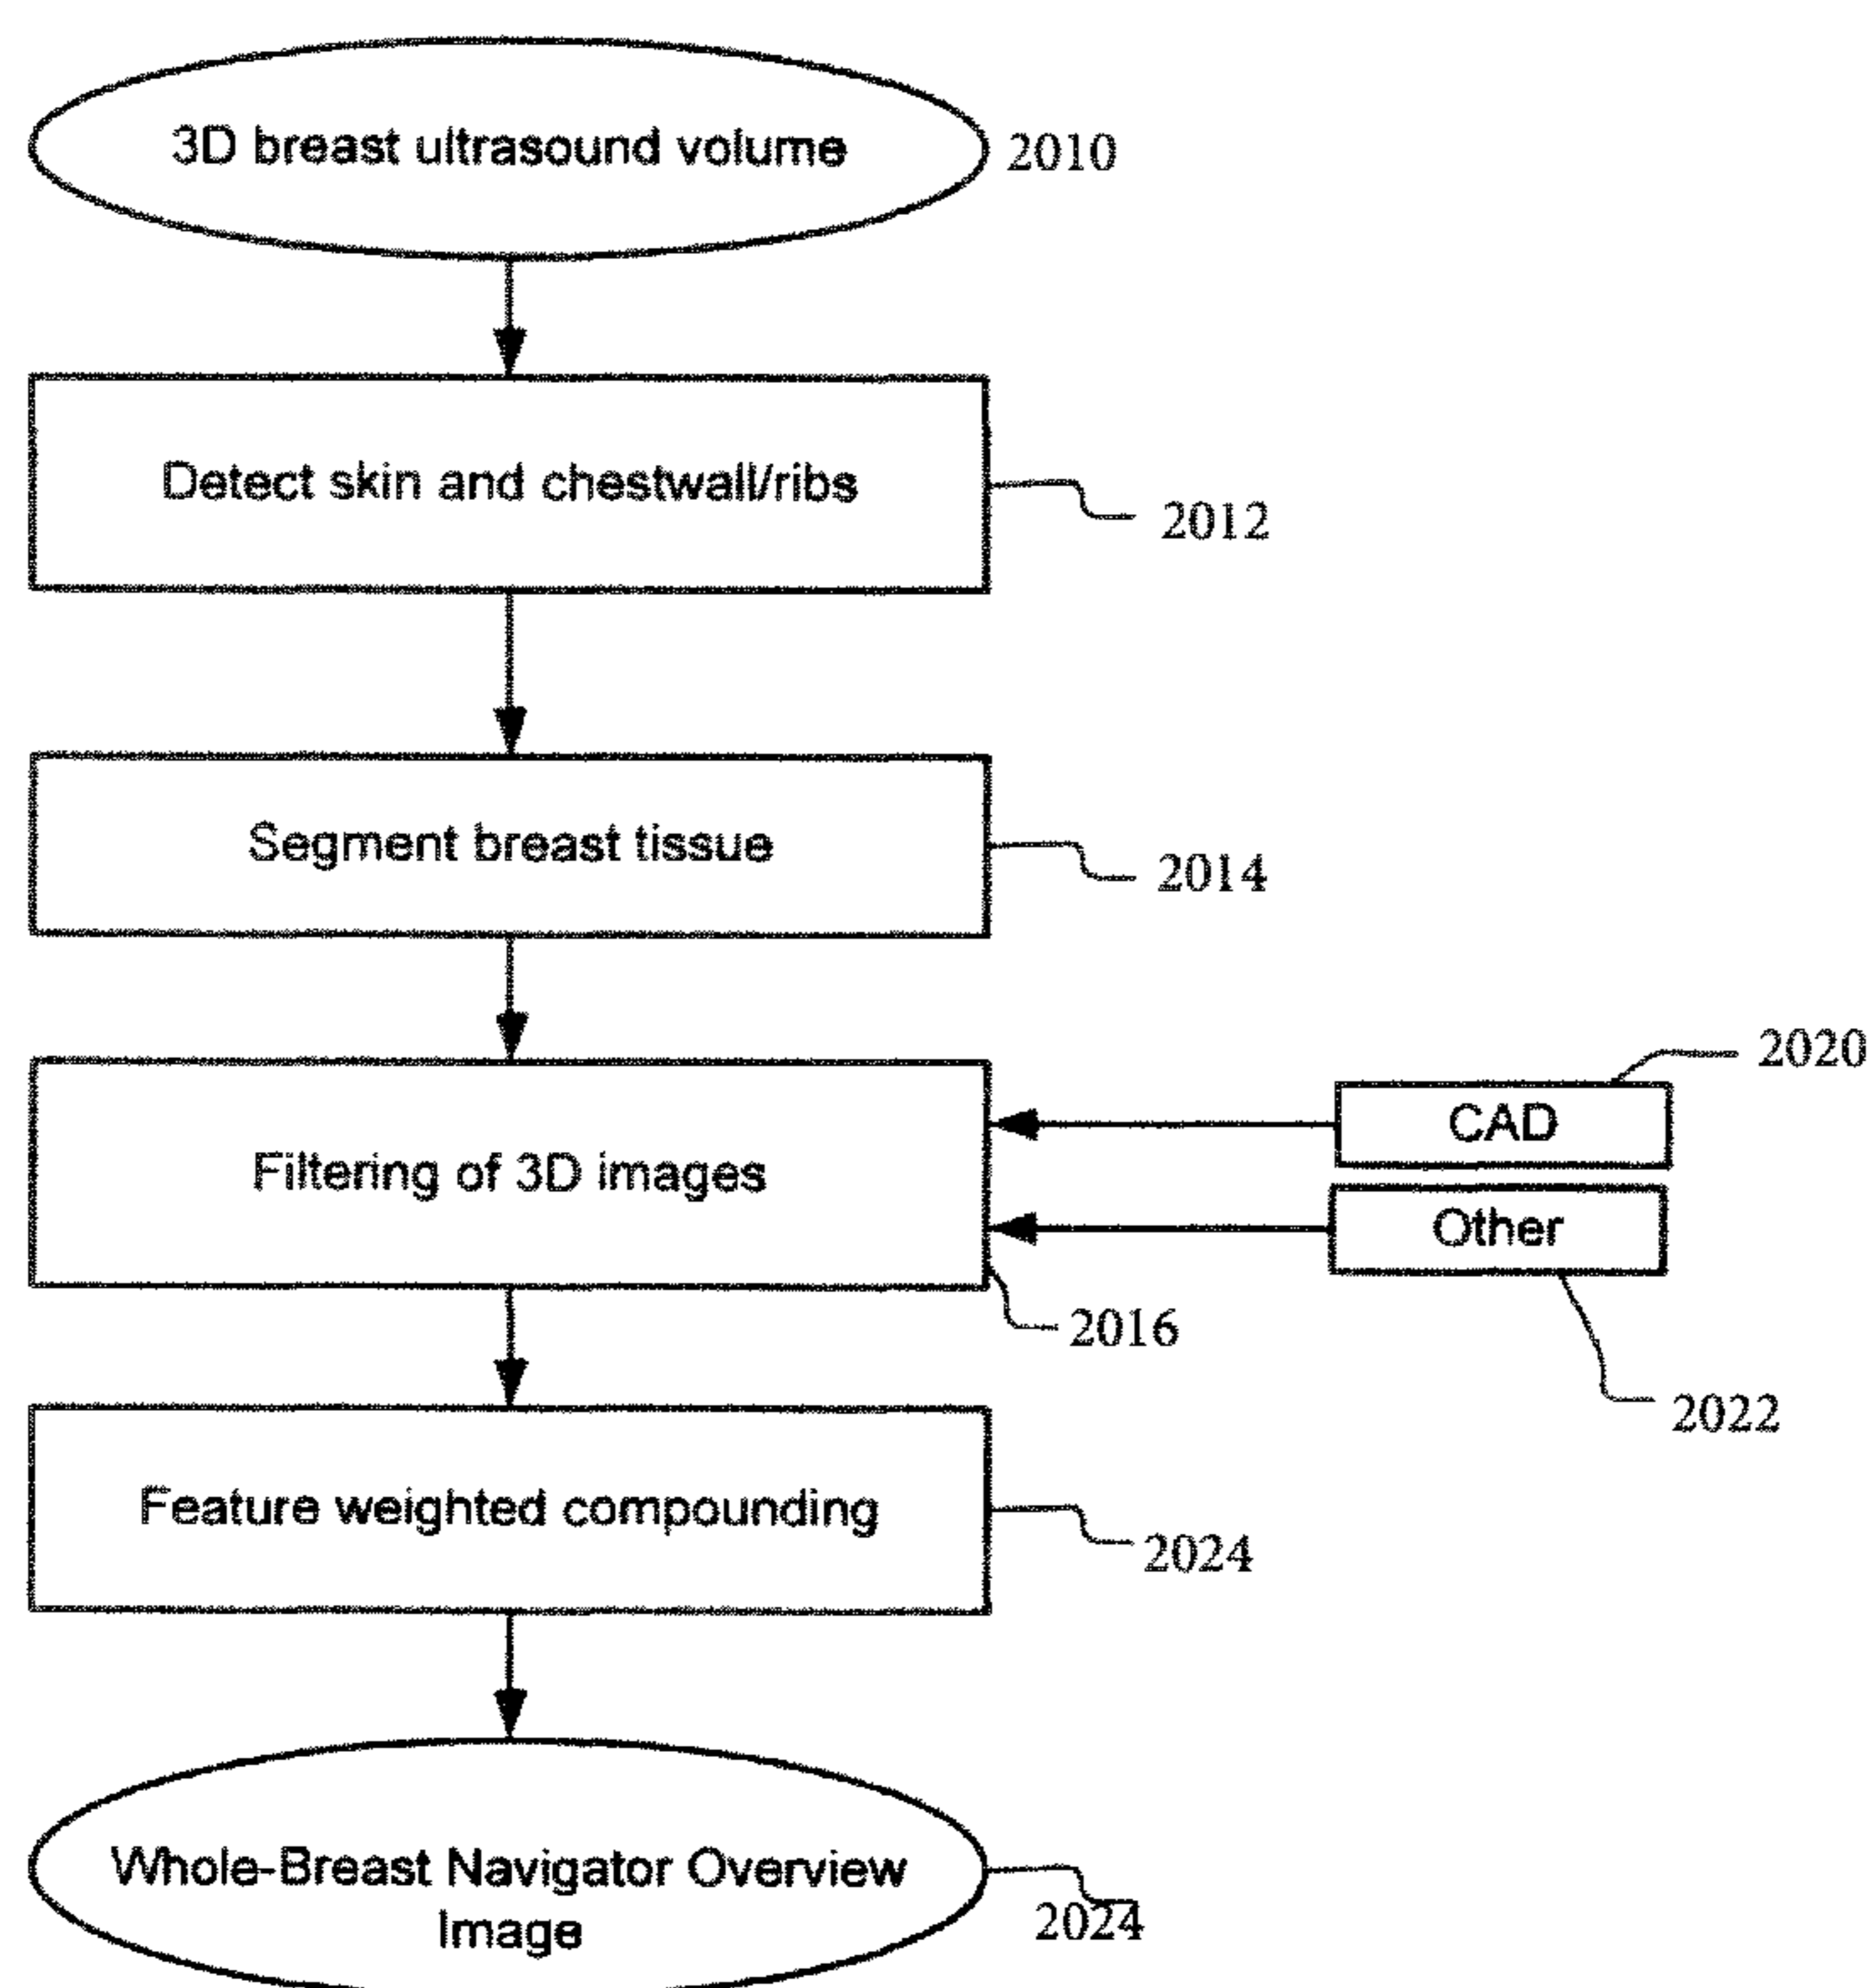 3D breast ultrasound volume
2010
Detect skin and chestwall/ribs
2012
Segment breast tissue
2014
2020
CAD
Filtering of 3D images
Other
2016
2022
Feature weighted compounding
2024
Whole-Breast Navigator Overview
Image
2024